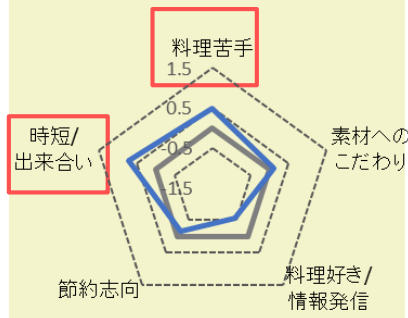 料理苦手
1.5
0.5
-0.5
-1.5
時短/
出来合い
素材への
こだわり
節約志向
料理好き/
情報発信